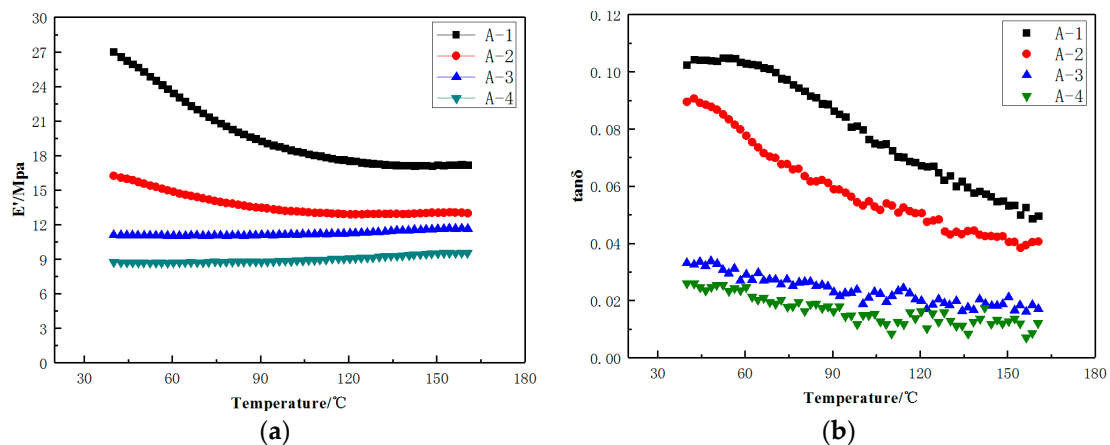 30
27
24
21
18
15
12
9
6
3
0
E'/Mpa
A-1
A-2
A-3
A-4
30 60 90 120 150 180
Temperature/℃
(a)
0.12
0.10
0.08
0.06
0.04
0.02
0.00
tanδ
A-1
A-2
A-3
A-4
30 60 90 120 150 180
Temperature/℃
(b)